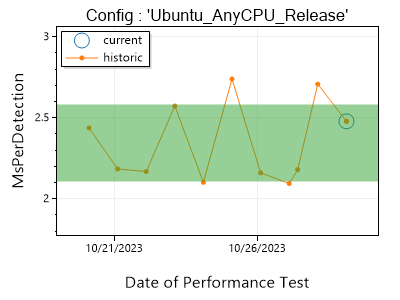 Config : 'Ubuntu_AnyCPU_Release'
3
current
historic
2.5
2
MsPerDetection
10/21/2023 10/26/2023
Date of Performance Test